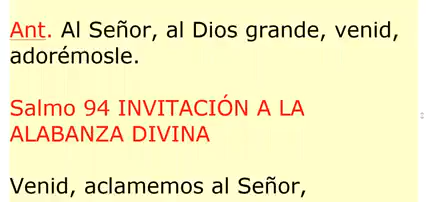 Ant. Al Señor, al Dios grande, venid,
adorémosle.
Salmo 94 INVITACIÓN A LA
ALABANZA DIVINA
Venid, aclamemos al Señor,